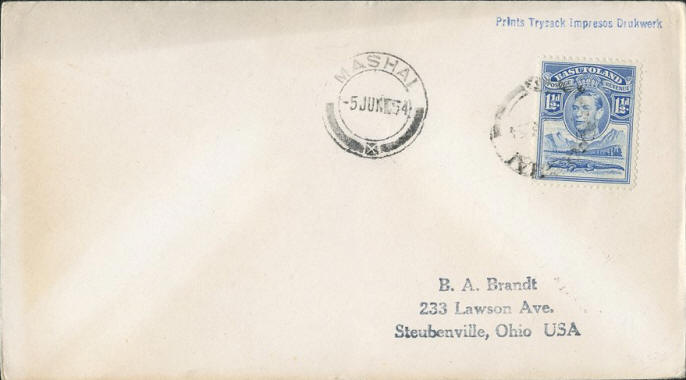 Prints Trycack Impresos Drukwerk
MASHAI
-5 JUN 54
BASUTOLAND
POSTAGE REVENUE
1½d 1½d
B. A. Brandt
233 Lawson Ave.
Steubenville, Ohio USA